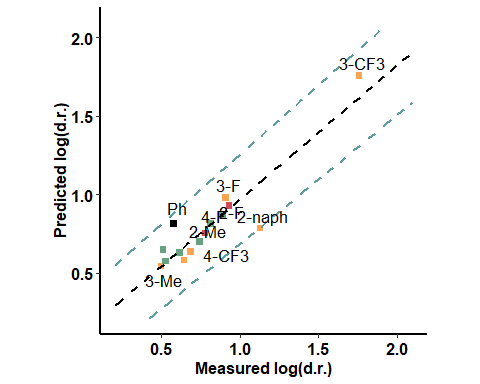 2.0
3-CF3
1.5
Predicted log(d.r.)
3-F
1.0
Ph
4-F
2-F
2-naph
2-Me
4-CF3
0.5
3-Me
0.5
1.0
1.5
2.0
Measured log(d.r.)